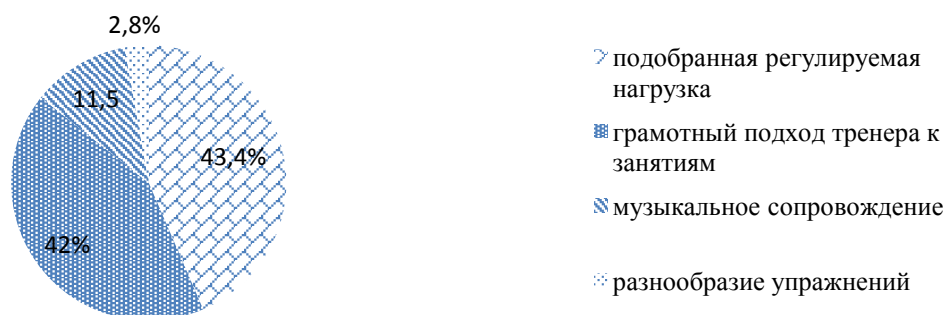 2,8%
11,5
43,4%
42%
подобранная регулируемая
нагрузка
грамотный подход тренера к
занятиям
музыкальное сопровождение
разнообразие упражнений